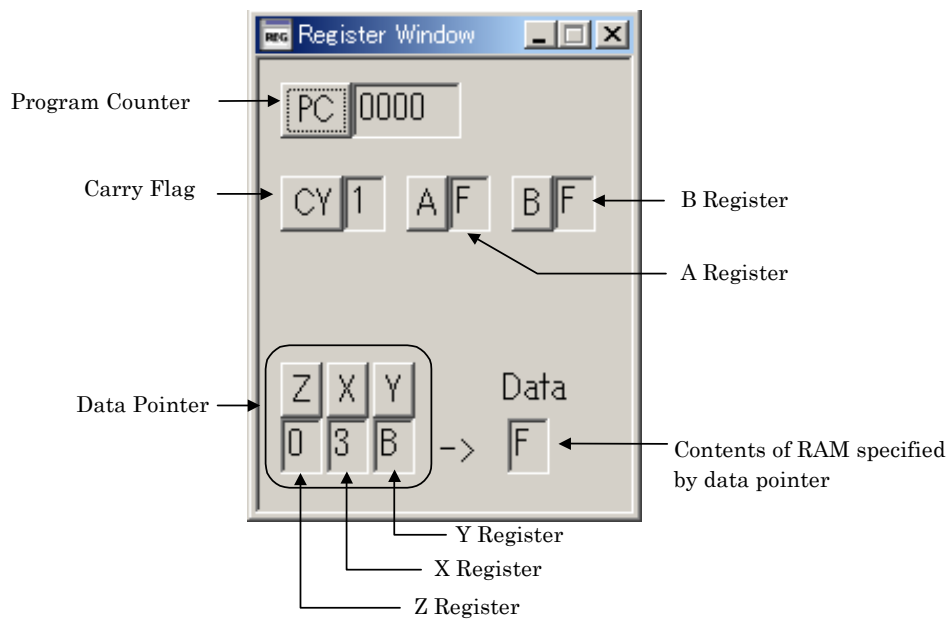 REG Register Window
Program Counter
PC 0000
Carry Flag
CY 1 A F B F
B Register
A Register
Z X Y Data
Data Pointer
0 3 B -> F
Contents of RAM specified
by data pointer
Y Register
X Register
Z Register